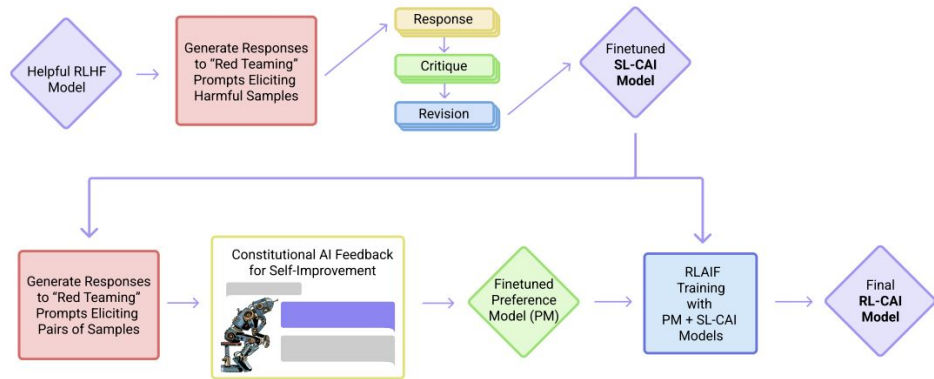 Helpful RLHF
Model
Generate Responses
to “Red Teaming”
Prompts Eliciting
Harmful Samples
Response
Critique
Revision
Finetuned
SL-CAI
Model
Generate Responses
to “Red Teaming”
Prompts Eliciting
Pairs of Samples
Constitutional AI Feedback
for Self-Improvement
Finetuned
Preference
Model (PM)
RLAIF
Training
with
PM + SL-CAI
Models
Final
RL-CAI
Model